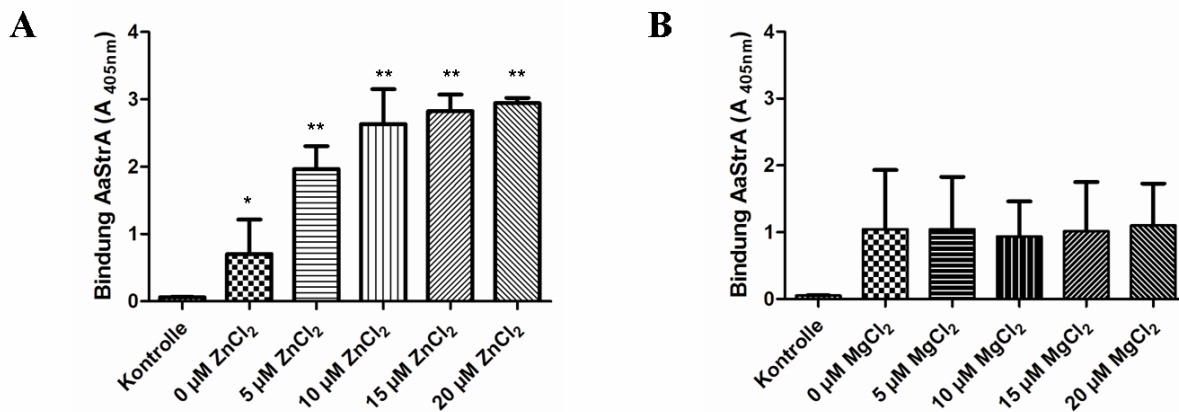 A
Bindung AaStrA (A 405nm)
4
3
2
1
0
*
**
**
**
**
Kontrolle
0 µM ZnCl2
5 µM ZnCl2
10 µM ZnCl2
15 µM ZnCl2
20 µM ZnCl2
B
Bindung AaStrA (A 405nm)
4
3
2
1
0
Kontrolle
0 µM MgCl2
5 µM MgCl2
10 µM MgCl2
15 µM MgCl2
20 µM MgCl2